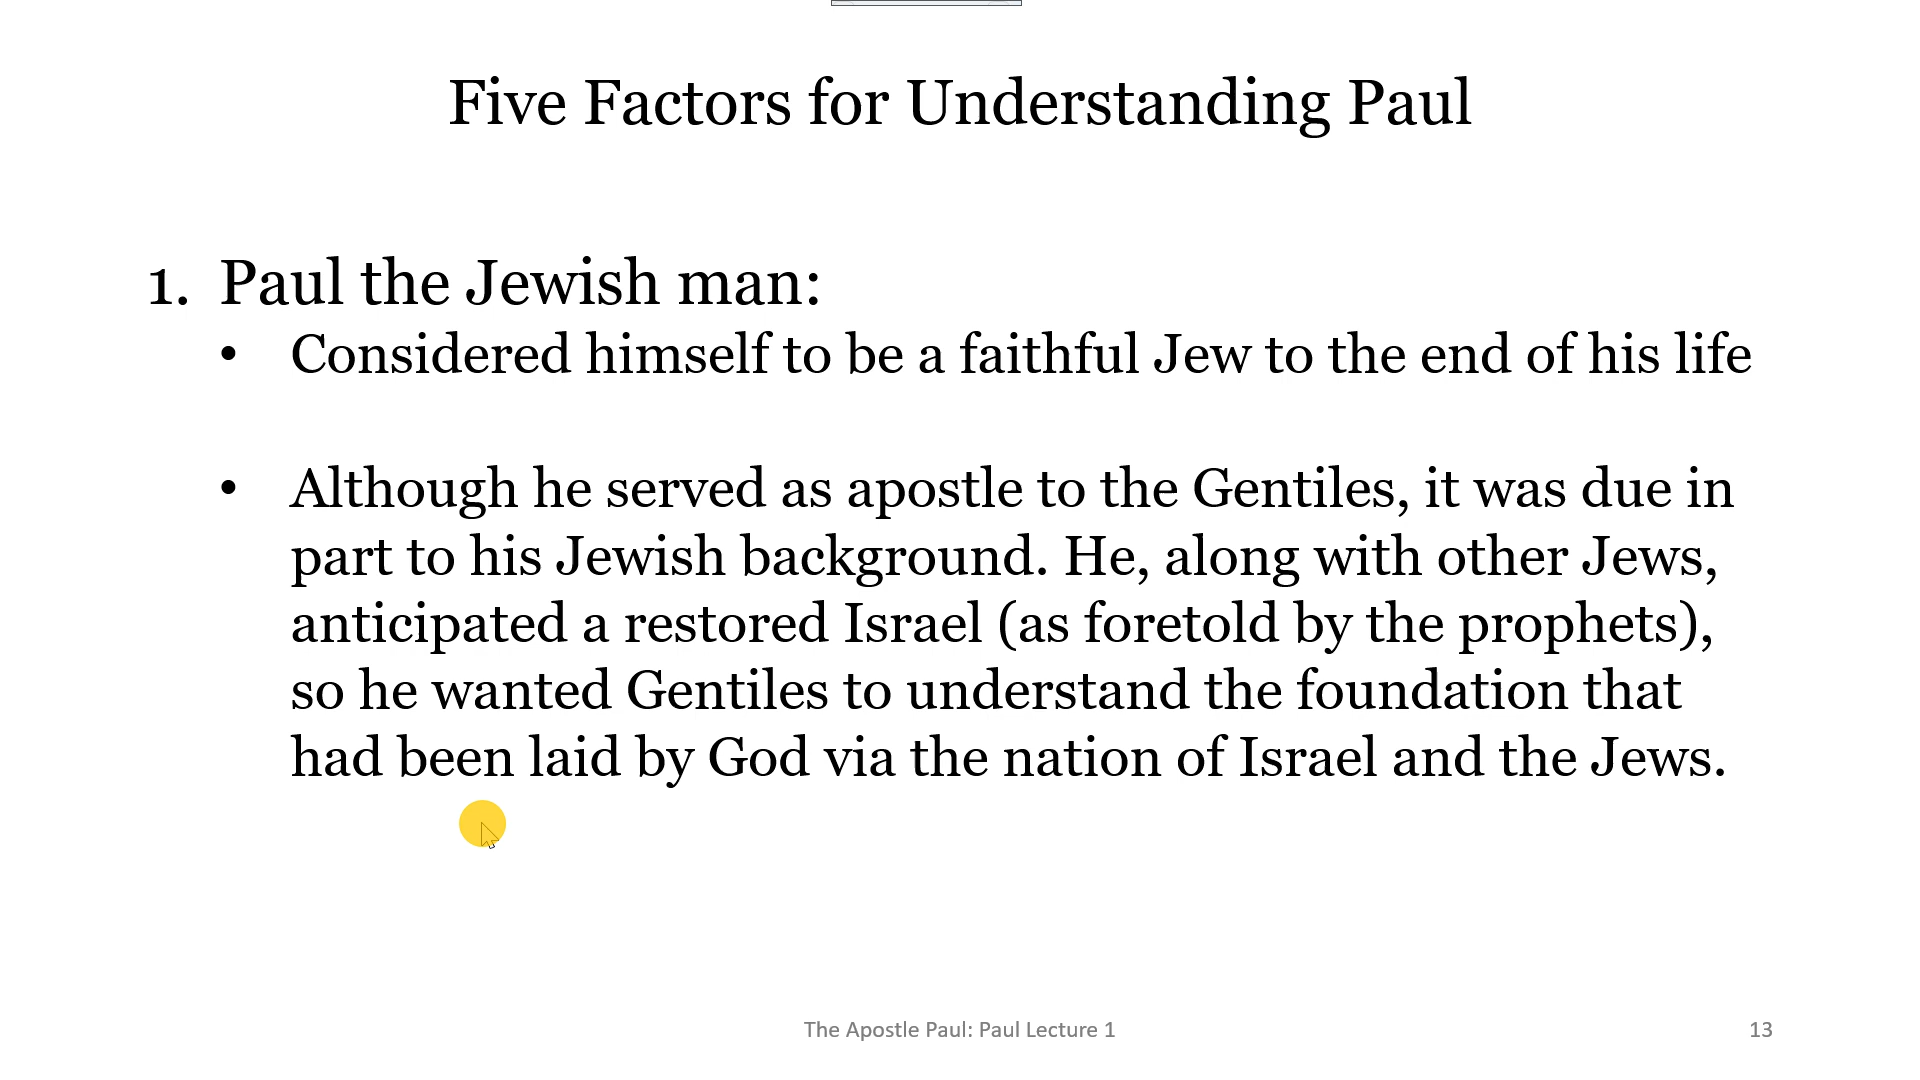 Five Factors for Understanding Paul
1. Paul the Jewish man:
• Considered himself to be a faithful Jew to the end of his life
• Although he served as apostle to the Gentiles, it was due in
part to his Jewish background. He, along with other Jews,
anticipated a restored Israel (as foretold by the prophets),
so he wanted Gentiles to understand the foundation that
had been laid by God via the nation of Israel and the Jews.
The Apostle Paul: Paul Lecture 1
13